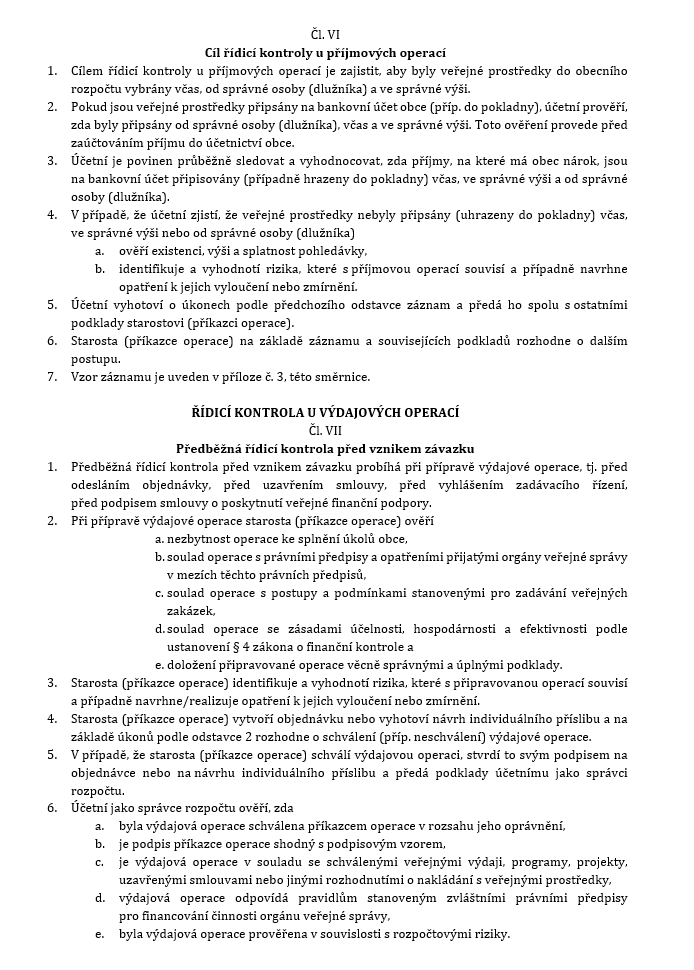 Čl. VI
Cíl řídicí kontroly u příjmových operací
1. Cílem řídicí kontroly u příjmových operací je zajistit, aby byly veřejné prostředky do obecního
rozpočtu vybrány včas, od správné osoby (dlužníka) a ve správné výši.
2. Pokud jsou veřejné prostředky připsány na bankovní účet obce (příp. do pokladny), účetní prověří,
zda byly připsány od správné osoby (dlužníka), včas a ve správné výši. Toto ověření provede před
zaúčtováním příjmu do účetnictví obce.
3. Účetní je povinen průběžně sledovat a vyhodnocovat, zda příjmy, na které má obec nárok, jsou
na bankovní účet připisovány (případně hrazeny do pokladny) včas, ve správné výši a od správné
osoby (dlužníka).
4. V případě, že účetní zjistí, že veřejné prostředky nebyly připsány (uhrazeny do pokladny) včas,
ve správné výši nebo od správné osoby (dlužníka)
a. ověří existenci, výši a splatnost pohledávky,
b. identifikuje a vyhodnotí rizika, které s příjmovou operací souvisí a případně navrhne
opatření k jejich vyloučení nebo zmírnění.
5. Účetní vyhotoví o úkonech podle předchozího odstavce záznam a předá ho spolu s ostatními
podklady starostovi (příkazci operace).
6. Starosta (příkazce operace) na základě záznamu a souvisejících podkladů rozhodne o dalším
postupu.
7. Vzor záznamu je uveden v příloze č. 3, této směrnice.
ŘÍDICÍ KONTROLA U VÝDAJOVÝCH OPERACÍ
Čl. VII
Předběžná řídicí kontrola před vznikem závazku
1. Předběžná řídicí kontrola před vznikem závazku probíhá při přípravě výdajové operace, tj. před
odesláním objednávky, před uzavřením smlouvy, před vyhlášením zadávacího řízení,
před podpisem smlouvy o poskytnutí veřejné finanční podpory.
2. Při přípravě výdajové operace starosta (příkazce operace) ověří
a. nezbytnost operace ke splnění úkolů obce,
b. soulad operace s právními předpisy a opatřeními přijatými orgány veřejné správy
v mezích těchto právních předpisů,
c. soulad operace s postupy a podmínkami stanovenými pro zadávání veřejných
zakázek,
d. soulad operace se zásadami účelnosti, hospodárnosti a efektivnosti podle
ustanovení § 4 zákona o finanční kontrole a
e. doložení připravované operace věcně správnými a úplnými podklady.
3. Starosta (příkazce operace) identifikuje a vyhodnotí rizika, které s připravovanou operací souvisí
a případně navrhne/realizuje opatření k jejich vyloučení nebo zmírnění.
4. Starosta (příkazce operace) vytvoří objednávku nebo vyhotoví návrh individuálního příslibu a na
základě úkonů podle odstavce 2 rozhodne o schválení (příp. neschválení) výdajové operace.
5. V případě, že starosta (příkazce operace) schválí výdajovou operaci, stvrdí to svým podpisem na
objednávce nebo na návrhu individuálního příslibu a předá podklady účetnímu jako správci
rozpočtu.
6. Účetní jako správce rozpočtu ověří, zda
a. byla výdajová operace schválena příkazcem operace v rozsahu jeho oprávnění,
b. je podpis příkazce operace shodný s podpisovým vzorem,
c. je výdajová operace v souladu se schválenými veřejnými výdaji, programy, projekty,
uzavřenými smlouvami nebo jinými rozhodnutími o nakládání s veřejnými prostředky,
d. výdajová operace odpovídá pravidlům stanoveným zvláštními právními předpisy
pro financování činnosti orgánu veřejné správy,
e. byla výdajová operace prověřena v souvislosti s rozpočtovými riziky.